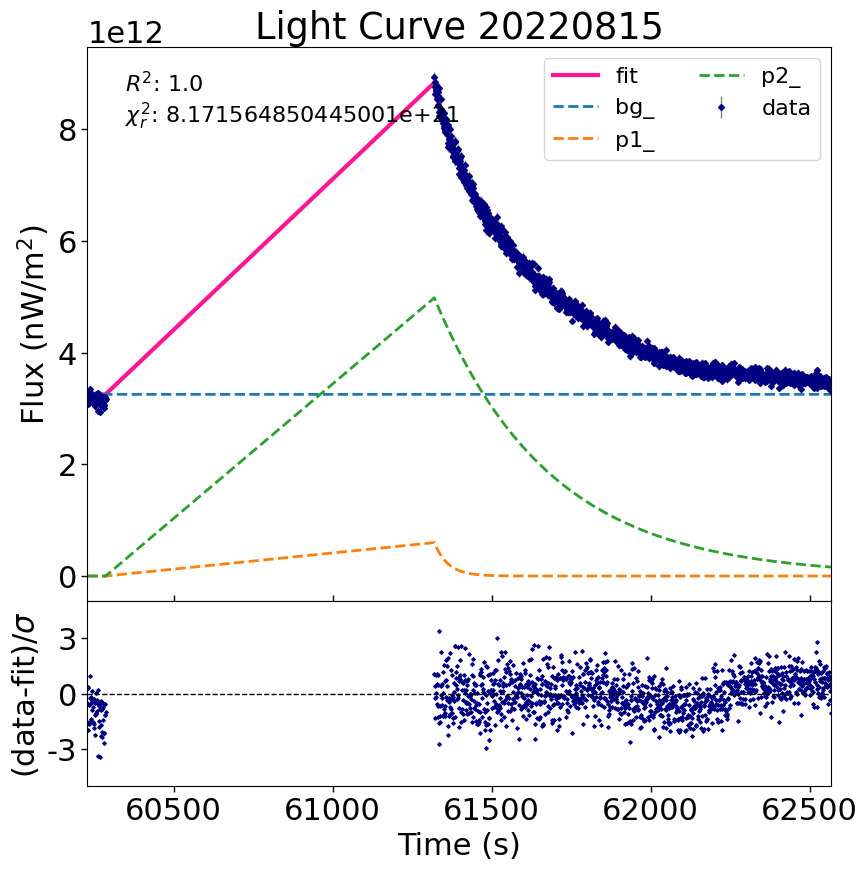 Light Curve 20220815
1e12
R²: 1.0
χ²ᵣ: 8.171564850445001e+21
fit
bg_
p1_
p2_
data
Flux (nW/m²)
8
6
4
2
0
(data-fit)/σ
3
0
-3
60500 61000 61500 62000 62500
Time (s)